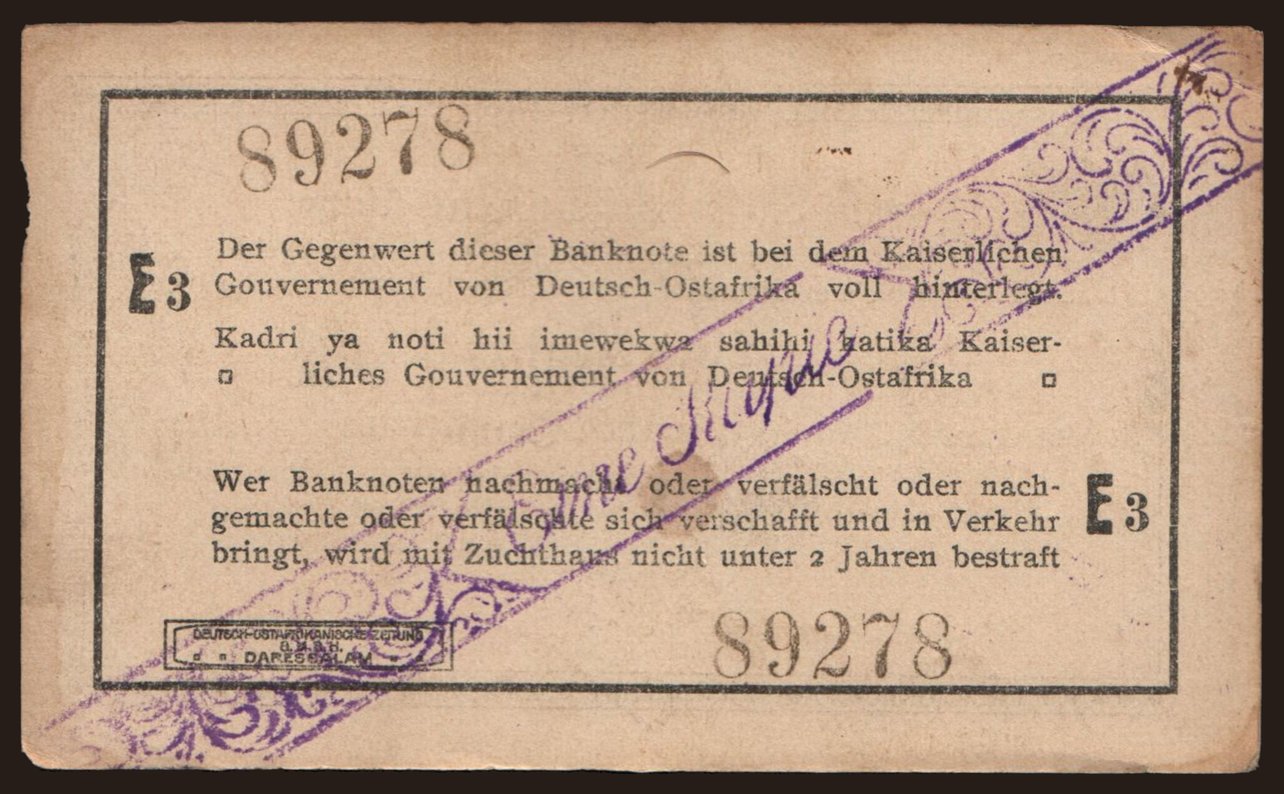 89278
Der Gegenwert dieser Banknote ist bei dem Kaiserlichen
E3 Gouvernement von Deutsch-Ostafrika voll hinterlegt.
Kadri ya noti hii imewekwa sahihi katika Kaiser-
liches Gouvernement von Deutsch-Ostafrika
Eine Rupie
Wer Banknoten nachmacht oder verfälscht oder nach-
gemachte oder verfälschte sich verschafft und in Verkehr E3
bringt, wird mit Zuchthaus nicht unter 2 Jahren bestraft
89278
DEUTSCH-OSTAFRIKANISCHE ZEITUNG
G.M.B.H.
DARESSALAM